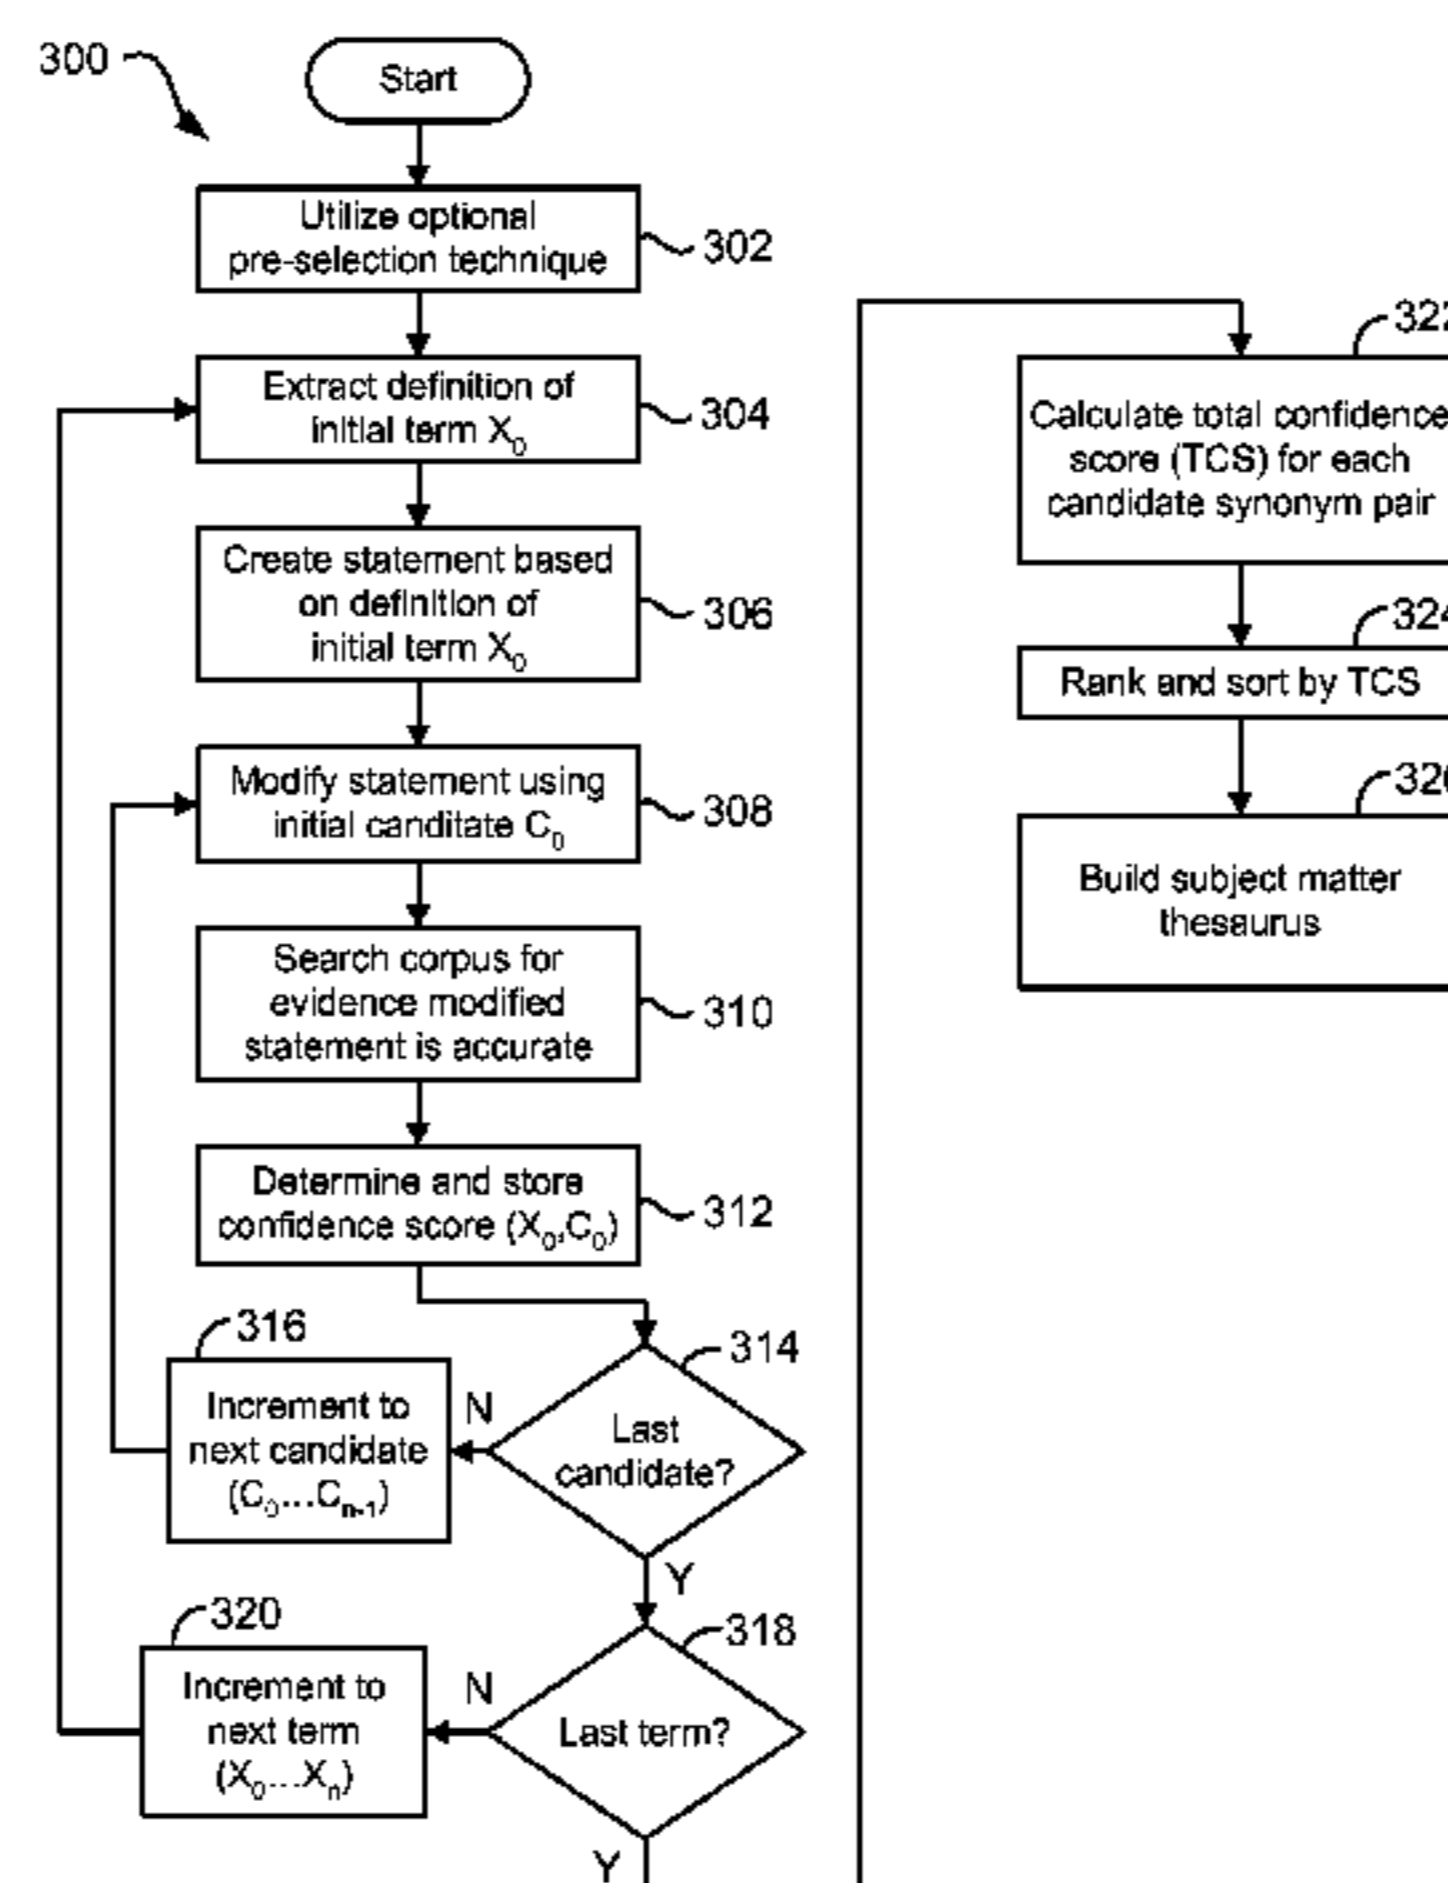 300
Start
Utilize optional
pre-selection technique
302
Extract definition of
initial term X₀
304
Create statement based
on definition of
initial term X₀
306
Modify statement using
initial canditate C₀
308
Search corpus for
evidence modified
statement is accurate
310
Determine and store
confidence score (X₀,C₀)
312
314
Last
candidate?
N
Y
316
Increment to
next candidate
(C₀...Cₙ₋₁)
318
Last term?
N
Y
320
Increment to
next term
(X₀...Xₙ)
322
Calculate total confidence
score (TCS) for each
candidate synonym pair
324
Rank and sort by TCS
326
Build subject matter
thesaurus